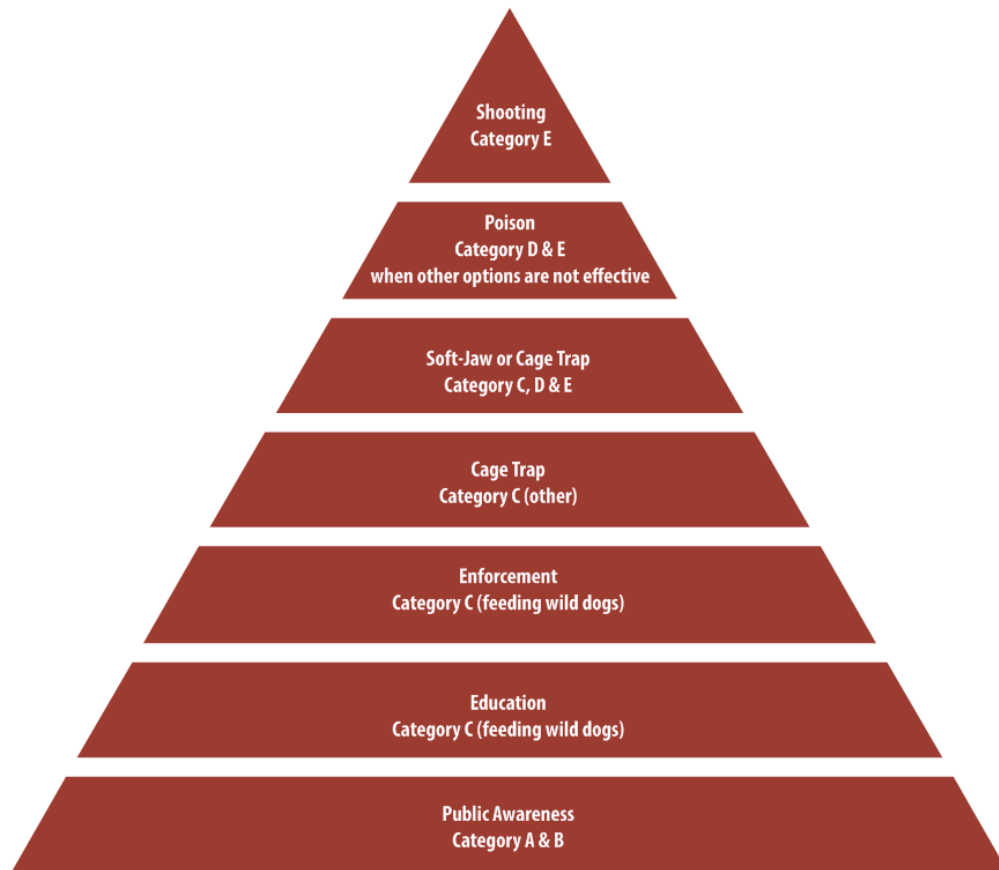 Shooting
Category E
Poison
Category D & E
when other options are not effective
Soft-Jaw or Cage Trap
Category C, D & E
Cage Trap
Category C (other)
Enforcement
Category C (feeding wild dogs)
Education
Category C (feeding wild dogs)
Public Awareness
Category A & B